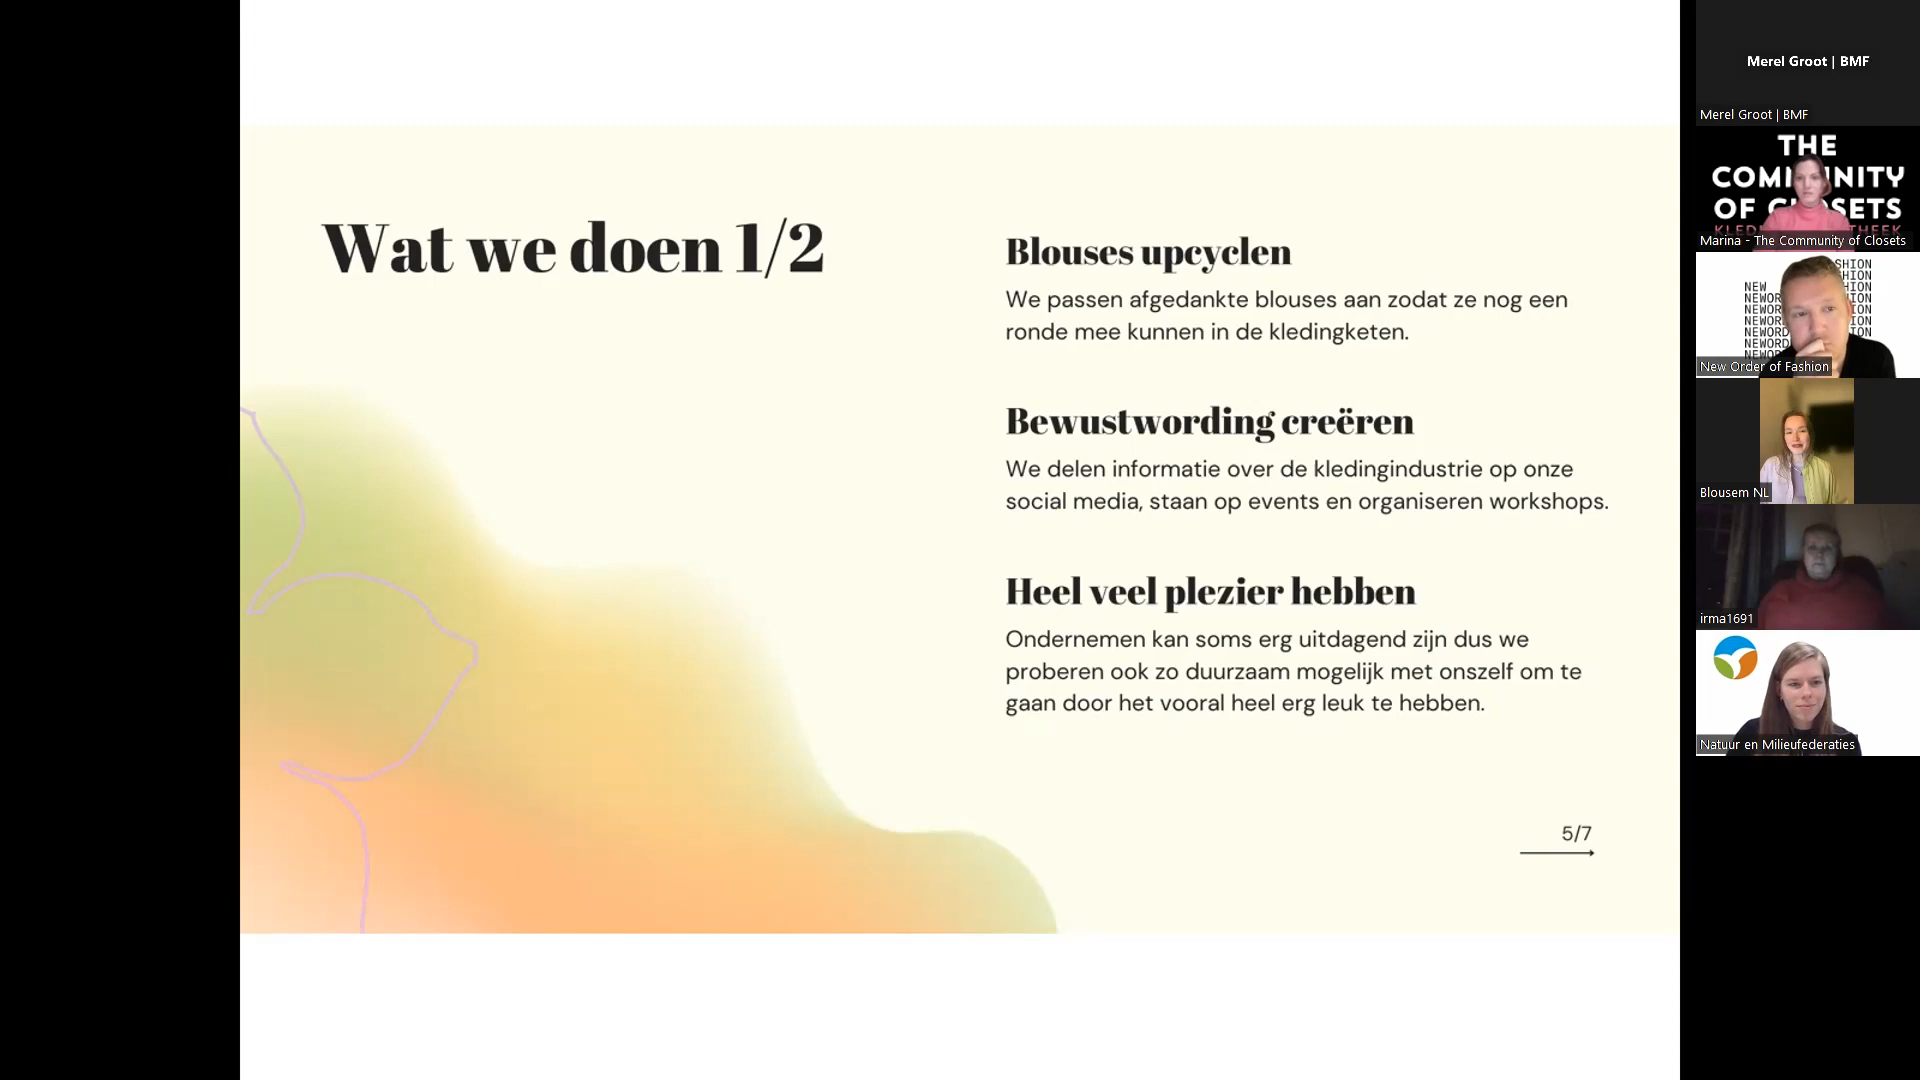 Wat we doen 1/2
Blouses upcyclen
We passen afgedankte blouses aan zodat ze nog een
ronde mee kunnen in de kledingketen.
Bewustwording creëren
We delen informatie over de kledingindustrie op onze
social media, staan op events en organiseren workshops.
Heel veel plezier hebben
Ondernemen kan soms erg uitdagend zijn dus we
proberen ook zo duurzaam mogelijk met onszelf om te
gaan door het vooral heel erg leuk te hebben.
5/7
Merel Groot | BMF
Merel Groot | BMF
THE
OF
Marina - The Community of Closets
NEW
New Order of Fashion
Blousem NL
irma1691
Natuur en Milieufederaties